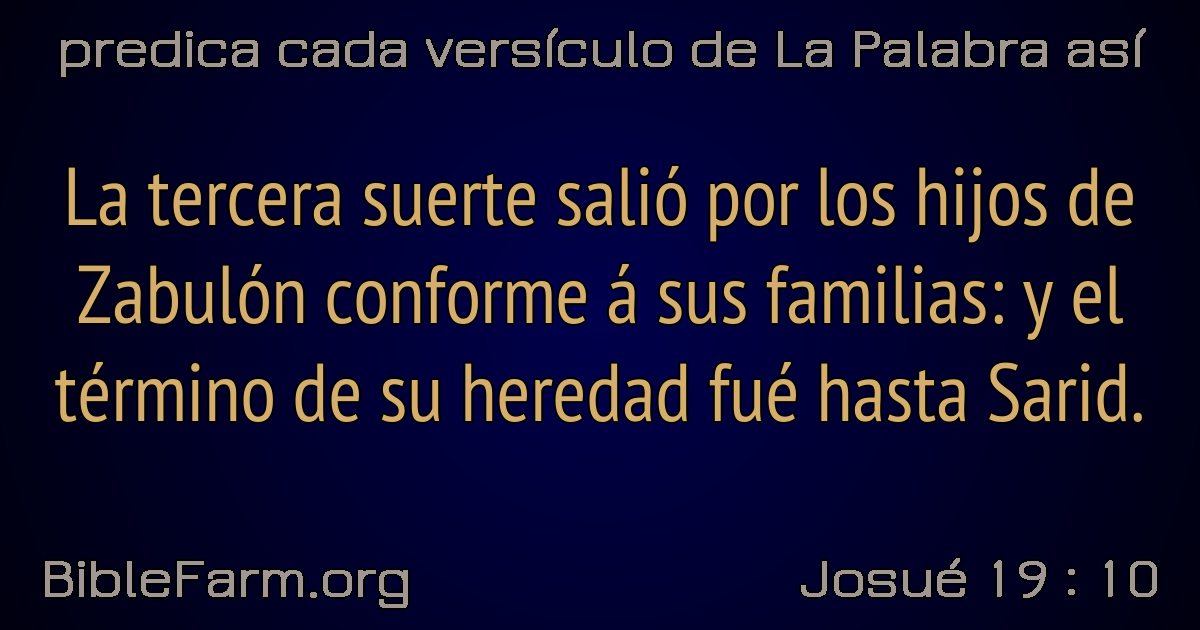 predica cada versículo de La Palabra así
La tercera suerte salió por los hijos de
Zabulón conforme á sus familias: y el
término de su heredad fué hasta Sarid.
BibleFarm.org
Josué 19 : 10